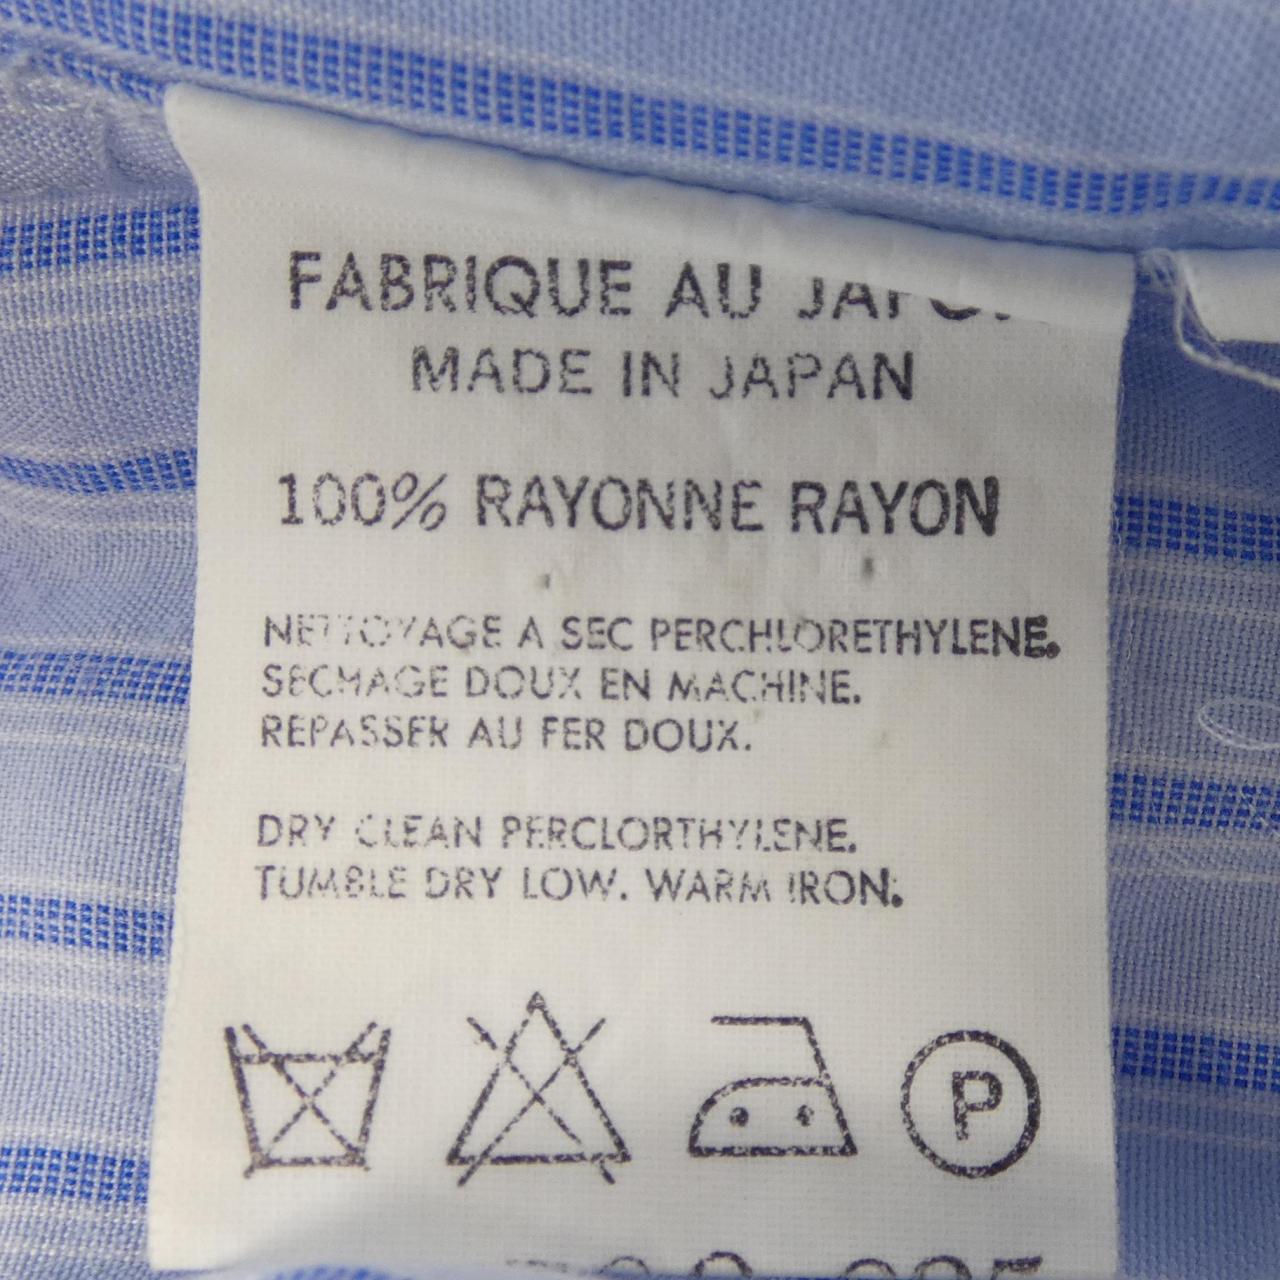 FABRIQUE AU JAPON
MADE IN JAPAN
100% RAYONNE RAYON
NETTOYAGE A SEC PERCHLORETHYLENE.
SECHAGE DOUX EN MACHINE.
REPASSER AU FER DOUX.
DRY CLEAN PERCLORTHYLENE.
TUMBLE DRY LOW. WARM IRON.
P